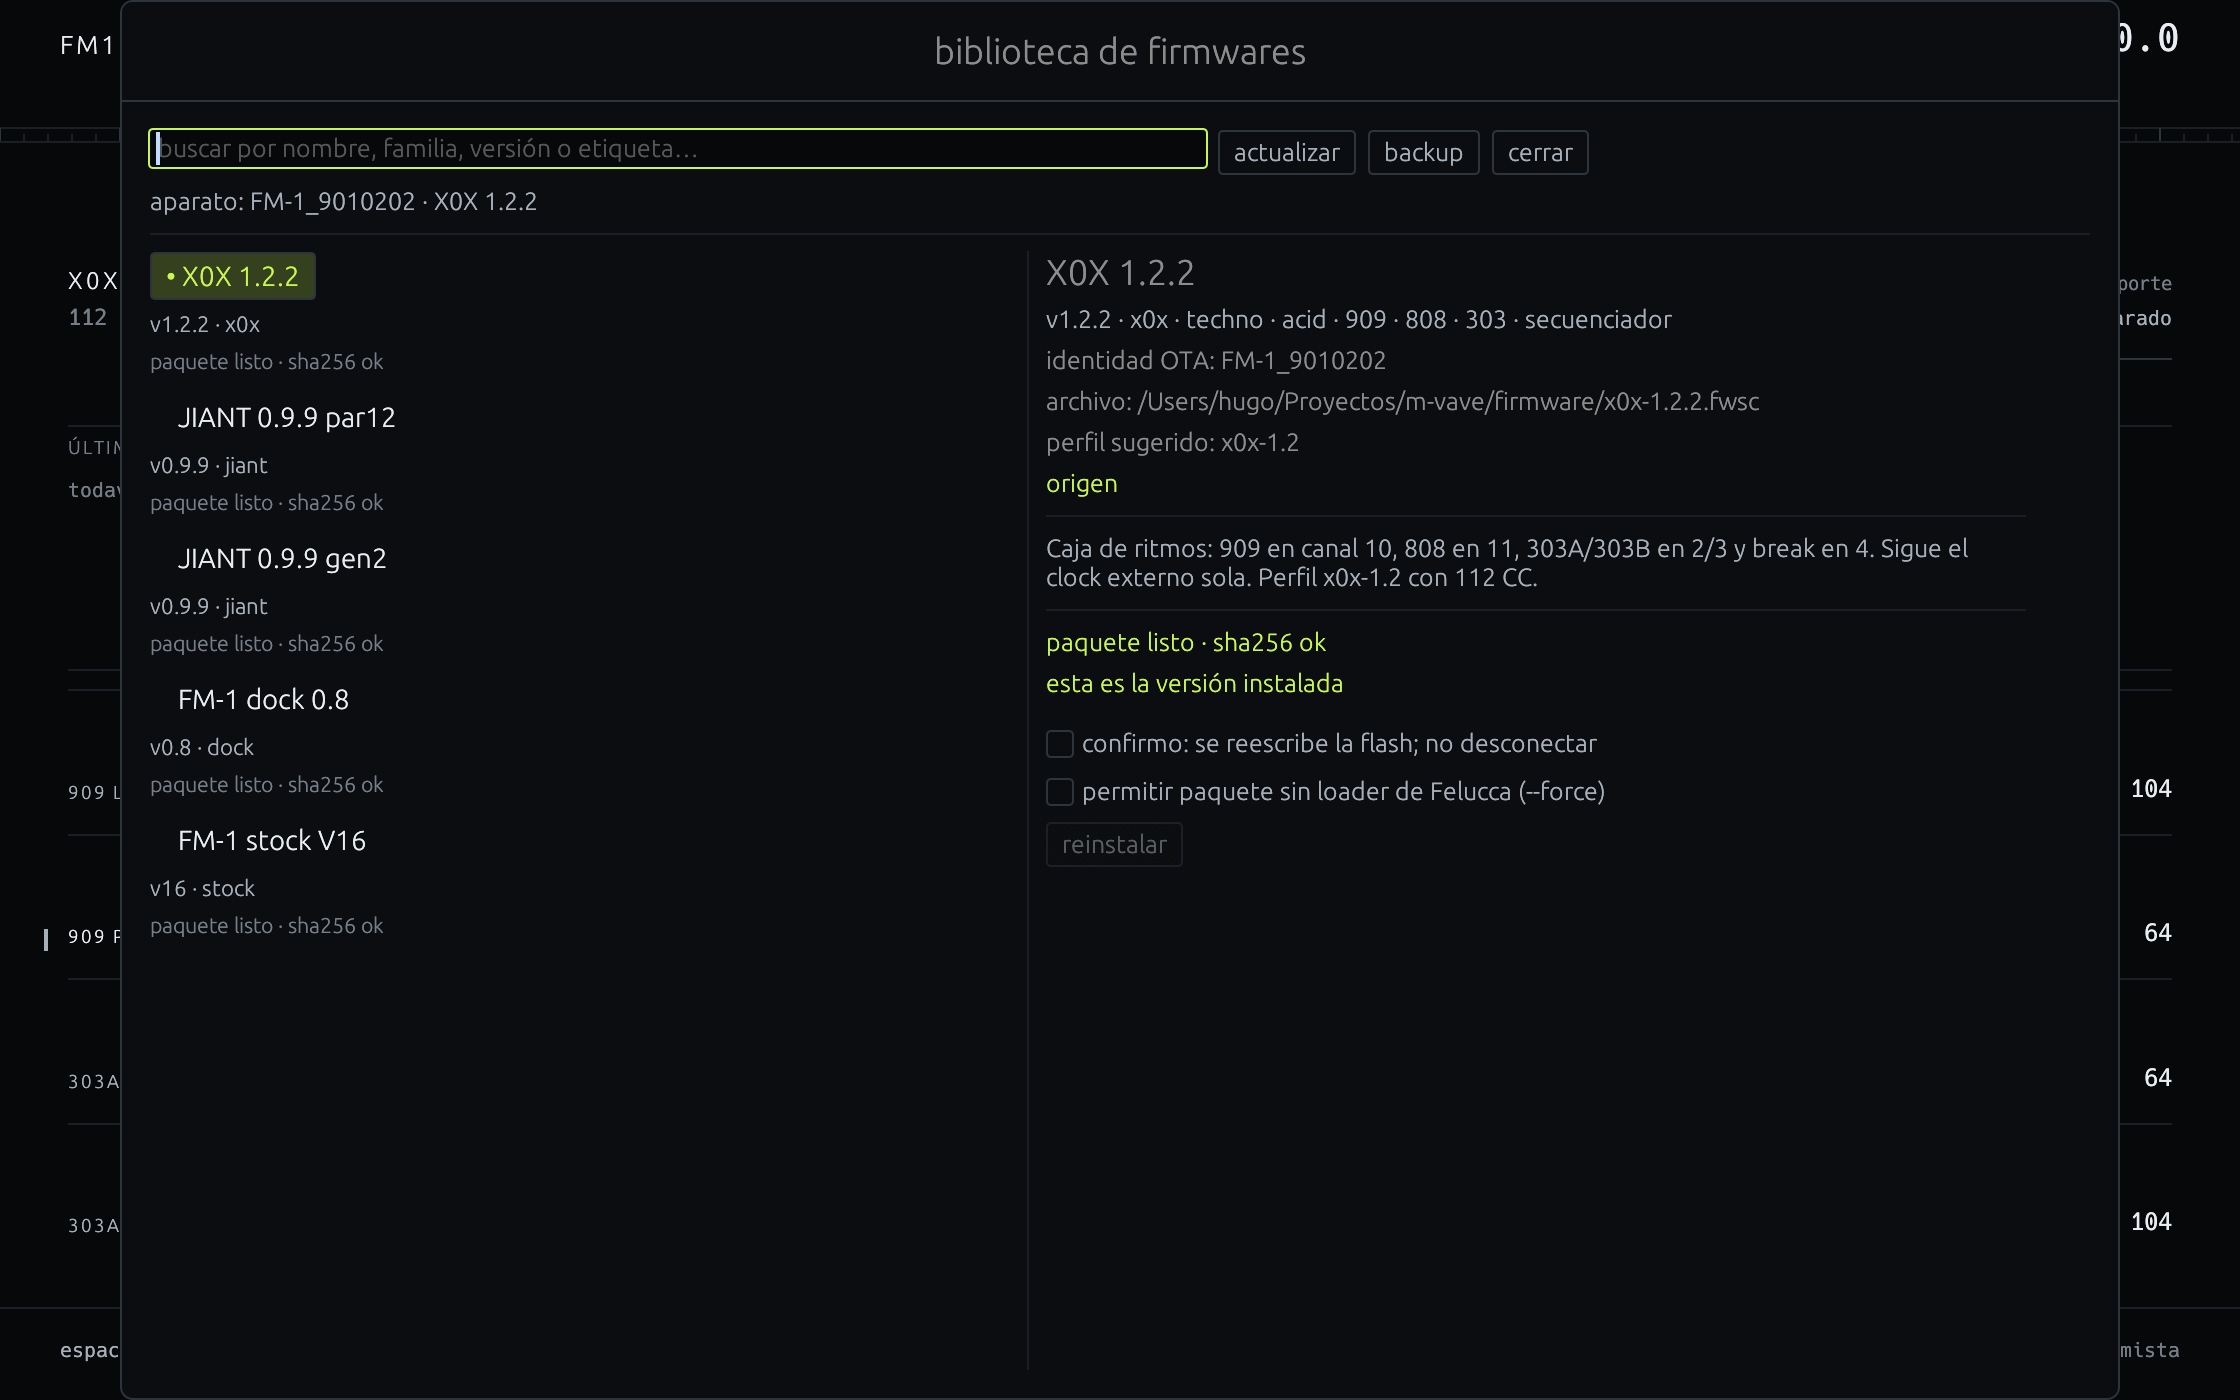 FM1
biblioteca de firmwares
0.0
buscar por nombre, familia, versión o etiqueta...
actualizar
backup
cerrar
aparato: FM-1_9010202 · X0X 1.2.2
• X0X 1.2.2
v1.2.2 · x0x
paquete listo · sha256 ok
JIANT 0.9.9 par12
v0.9.9 · jiant
paquete listo · sha256 ok
JIANT 0.9.9 gen2
v0.9.9 · jiant
paquete listo · sha256 ok
FM-1 dock 0.8
v0.8 · dock
paquete listo · sha256 ok
FM-1 stock V16
v16 · stock
paquete listo · sha256 ok
X0X 1.2.2
v1.2.2 · x0x · techno · acid · 909 · 808 · 303 · secuenciador
identidad OTA: FM-1_9010202
archivo: /Users/hugo/Proyectos/m-vave/firmware/x0x-1.2.2.fwsc
perfil sugerido: x0x-1.2
origen
Caja de ritmos: 909 en canal 10, 808 en 11, 303A/303B en 2/3 y break en 4. Sigue el
clock externo sola. Perfil x0x-1.2 con 112 CC.
paquete listo · sha256 ok
esta es la versión instalada
confirmo: se reescribe la flash; no desconectar
permitir paquete sin loader de Felucca (--force)
reinstalar
X0X
112
ÚLTIM
todav
909 L
909 F
303A
303A
espac
porte
arado
104
64
64
104
mista